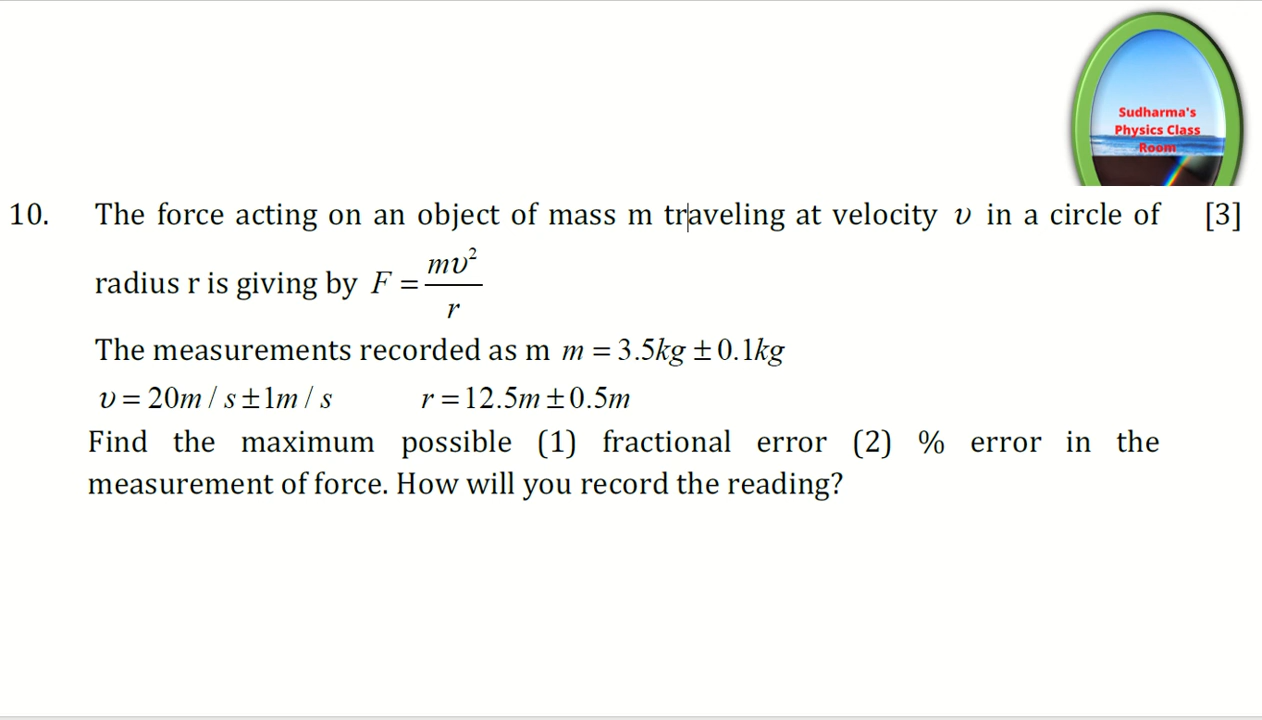 Sudharma's
Physics Class
Room
10. The force acting on an object of mass m traveling at velocity υ in a circle of [3]
radius r is giving by F = mυ²/r
The measurements recorded as m m = 3.5kg ± 0.1kg
υ = 20m / s ± 1m / s r = 12.5m ± 0.5m
Find the maximum possible (1) fractional error (2) % error in the
measurement of force. How will you record the reading?